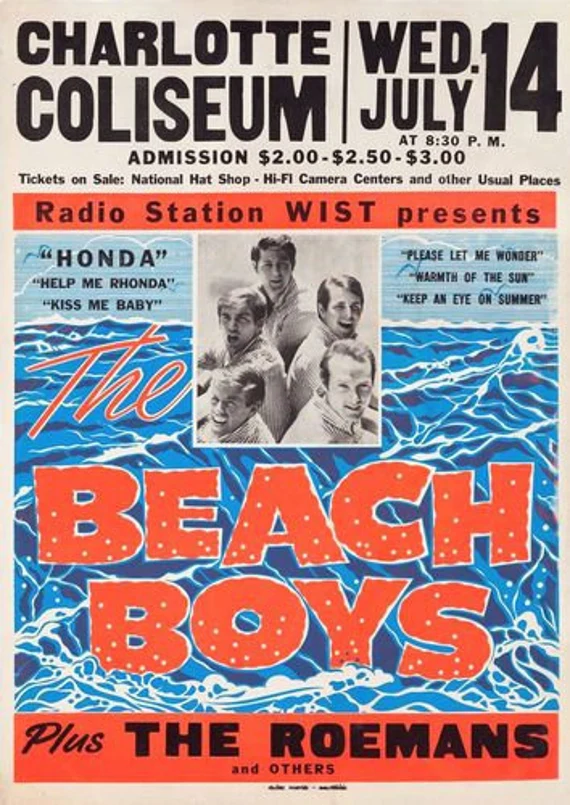 CHARLOTTE
COLISEUM
WED.
JULY 14
AT 8:30 P. M.
ADMISSION $2.00-$2.50-$3.00
Tickets on Sale: National Hat Shop - Hi-Fi Camera Centers and other Usual Places
Radio Station WIST presents
"HONDA"
"HELP ME RHONDA"
"KISS ME BABY"
"PLEASE LET ME WONDER"
"WARMTH OF THE SUN"
"KEEP AN EYE ON SUMMER"
The
BEACH
BOYS
Plus THE ROEMANS
and OTHERS